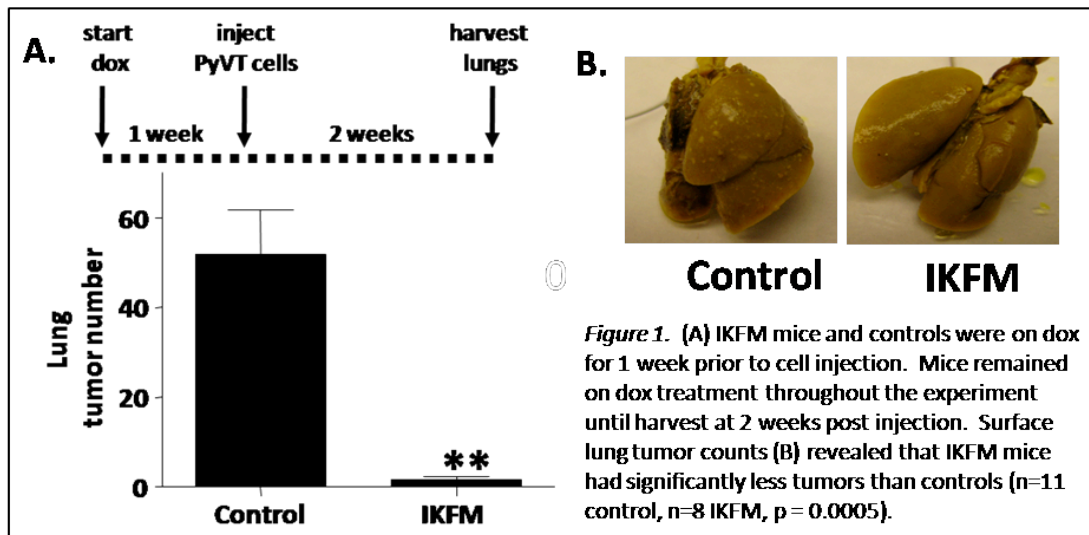 A.
start
dox
inject
PyVT cells
harvest
lungs
1 week
2 weeks
Lung
tumor number
60
40
20
0
**
Control
IKFM
0
B.
Control
IKFM
Figure 1. (A) IKFM mice and controls were on dox
for 1 week prior to cell injection. Mice remained
on dox treatment throughout the experiment
until harvest at 2 weeks post injection. Surface
lung tumor counts (B) revealed that IKFM mice
had significantly less tumors than controls (n=11
control, n=8 IKFM, p = 0.0005).